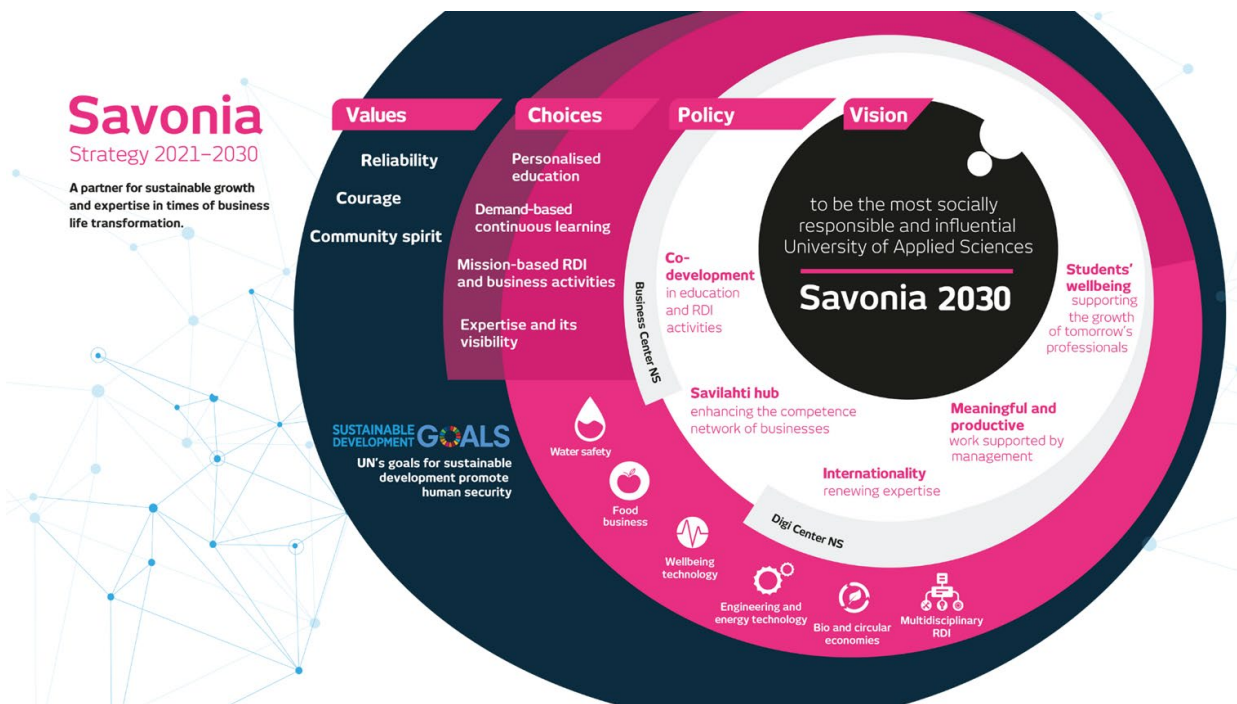 Savonia
Strategy 2021–2030
A partner for sustainable growth
and expertise in times of business
life transformation.
Values
Reliability
Courage
Community spirit
SUSTAINABLE
DEVELOPMENT GOALS
UN's goals for sustainable
development promote
human security
Choices
Personalised
education
Demand-based
continuous learning
Mission-based RDI
and business activities
Expertise and its
visibility
Water safety
Food
business
Wellbeing
technology
Engineering and
energy technology
Bio and circular
economies
Multidisciplinary
RDI
Policy
Business Center NS
Digi Center NS
Co-
development
in education
and RDI
activities
Savilahti hub
enhancing the competence
network of businesses
Internationality
renewing expertise
Meaningful and
productive
work supported by
management
Students'
wellbeing
supporting
the growth
of tomorrow's
professionals
Vision
to be the most socially
responsible and influential
University of Applied Sciences
Savonia 2030